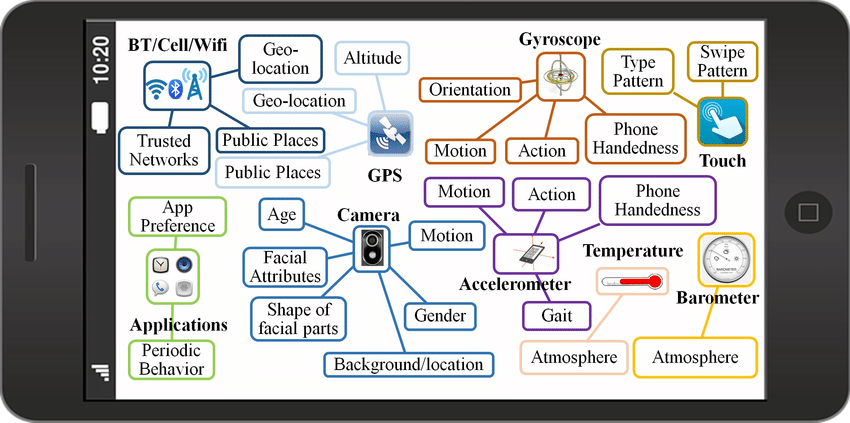 10:20
BT/Cell/Wifi
Geo-
location
Trusted
Networks
Public Places
Altitude
Geo-location
Public Places
GPS
Gyroscope
Orientation
Motion
Action
Phone
Handedness
Type
Pattern
Swipe
Pattern
Touch
App
Preference
Applications
Periodic
Behavior
Camera
Age
Facial
Attributes
Shape of
facial parts
Motion
Gender
Background/location
Motion
Action
Phone
Handedness
Accelerometer
Gait
Temperature
Atmosphere
BAROMETER
Barometer
Atmosphere